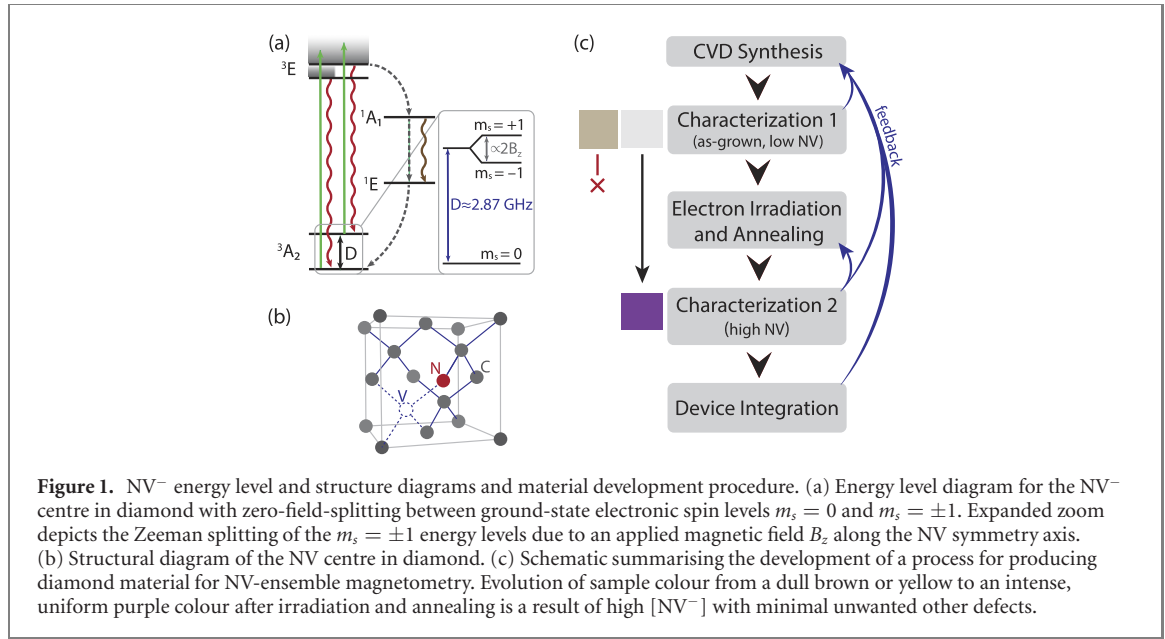 (a)
³E
¹A₁
¹E
³A₂
D
mₛ = +1
∝2B_z
mₛ = −1
D≈2.87 GHz
mₛ = 0
(b)
N
C
V
(c)
CVD Synthesis
Characterization 1
(as-grown, low NV)
Electron Irradiation
and Annealing
Characterization 2
(high NV)
Device Integration
feedback
Figure 1. NV⁻ energy level and structure diagrams and material development procedure. (a) Energy level diagram for the NV⁻
centre in diamond with zero-field-splitting between ground-state electronic spin levels mₛ = 0 and mₛ = ±1. Expanded zoom
depicts the Zeeman splitting of the mₛ = ±1 energy levels due to an applied magnetic field B_z along the NV symmetry axis.
(b) Structural diagram of the NV centre in diamond. (c) Schematic summarising the development of a process for producing
diamond material for NV-ensemble magnetometry. Evolution of sample colour from a dull brown or yellow to an intense,
uniform purple colour after irradiation and annealing is a result of high [NV⁻] with minimal unwanted other defects.